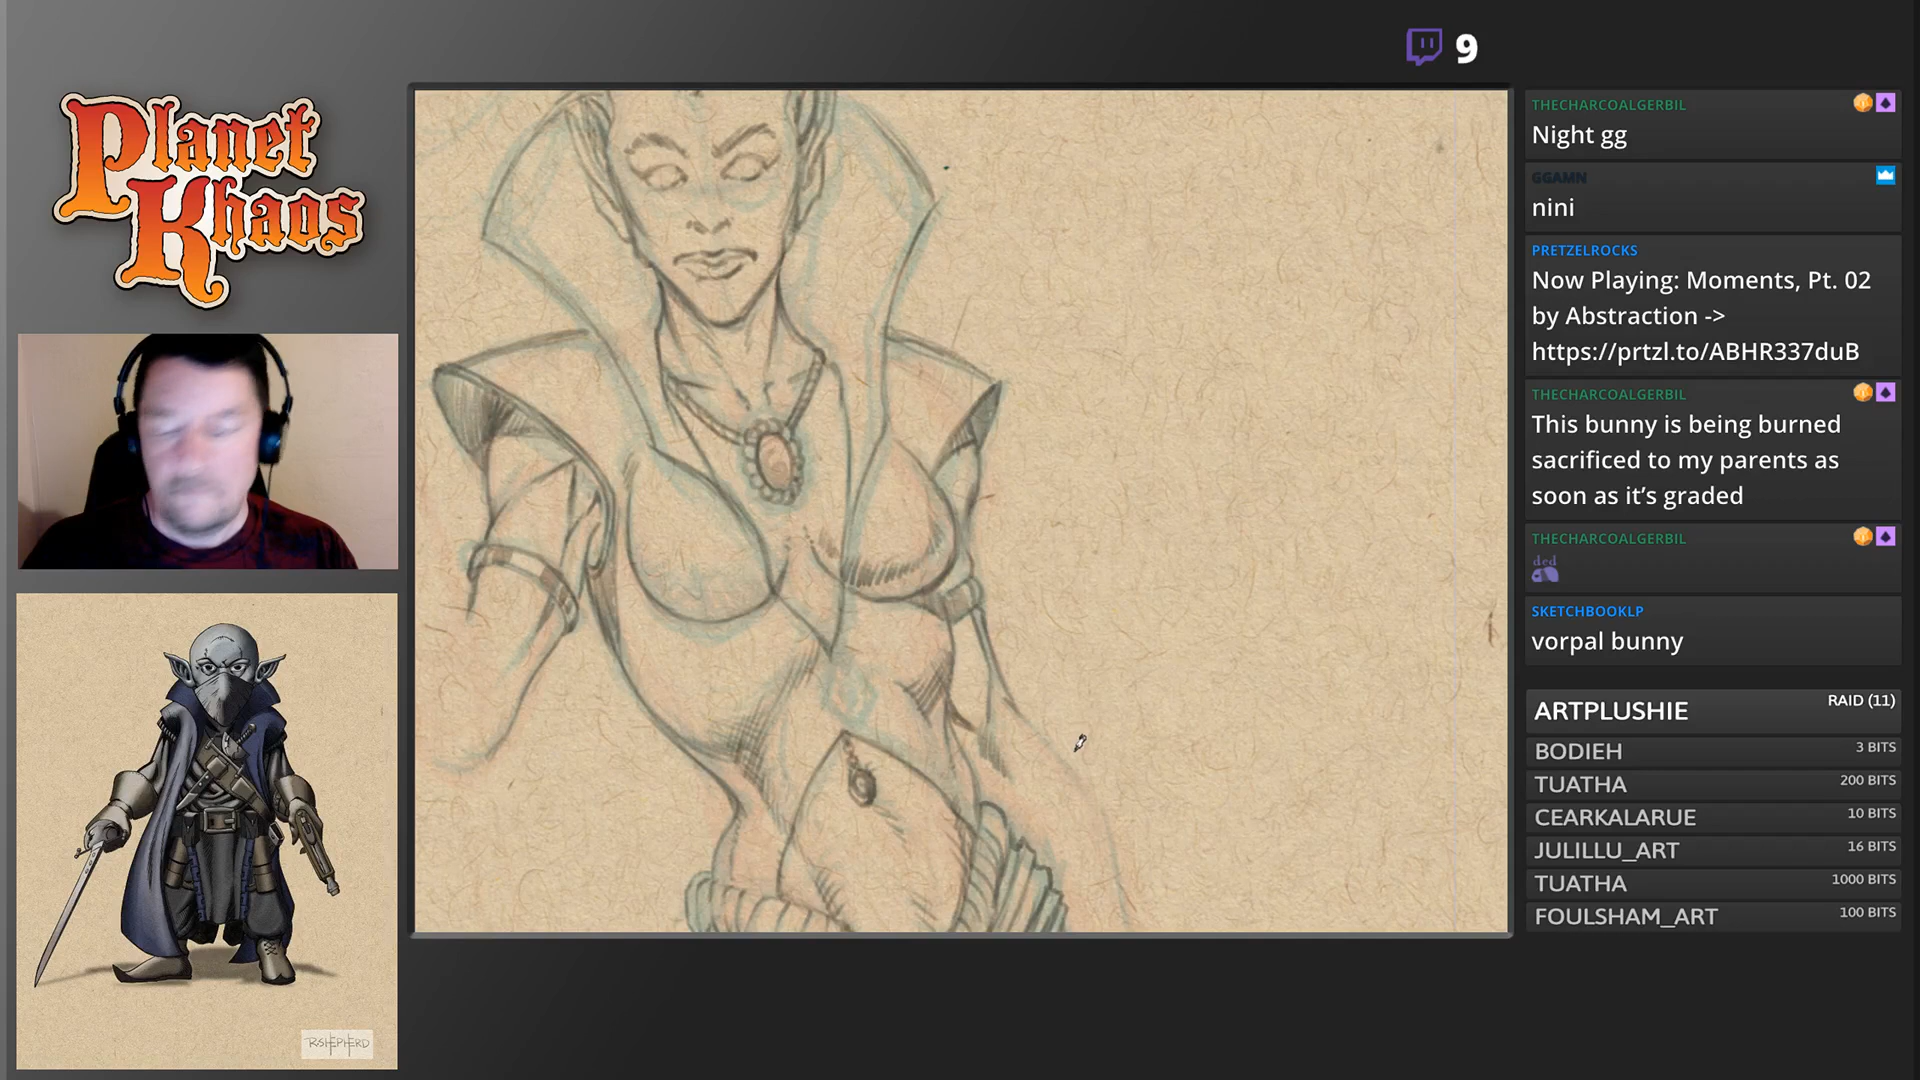 9
Planet
Khaos
THECHARCOALGERBIL
Night gg
GGAMN
nini
PRETZELROCKS
Now Playing: Moments, Pt. 02
by Abstraction ->
https://prtzl.to/ABHR337duB
THECHARCOALGERBIL
This bunny is being burned
sacrificed to my parents as
soon as it’s graded
THECHARCOALGERBIL
ded
SKETCHBOOKLP
vorpal bunny
ARTPLUSHIE RAID (11)
BODIEH 3 BITS
TUATHA 200 BITS
CEARKALARUE 10 BITS
JULILLU_ART 16 BITS
TUATHA 1000 BITS
FOULSHAM_ART 100 BITS
RSHEPHERD